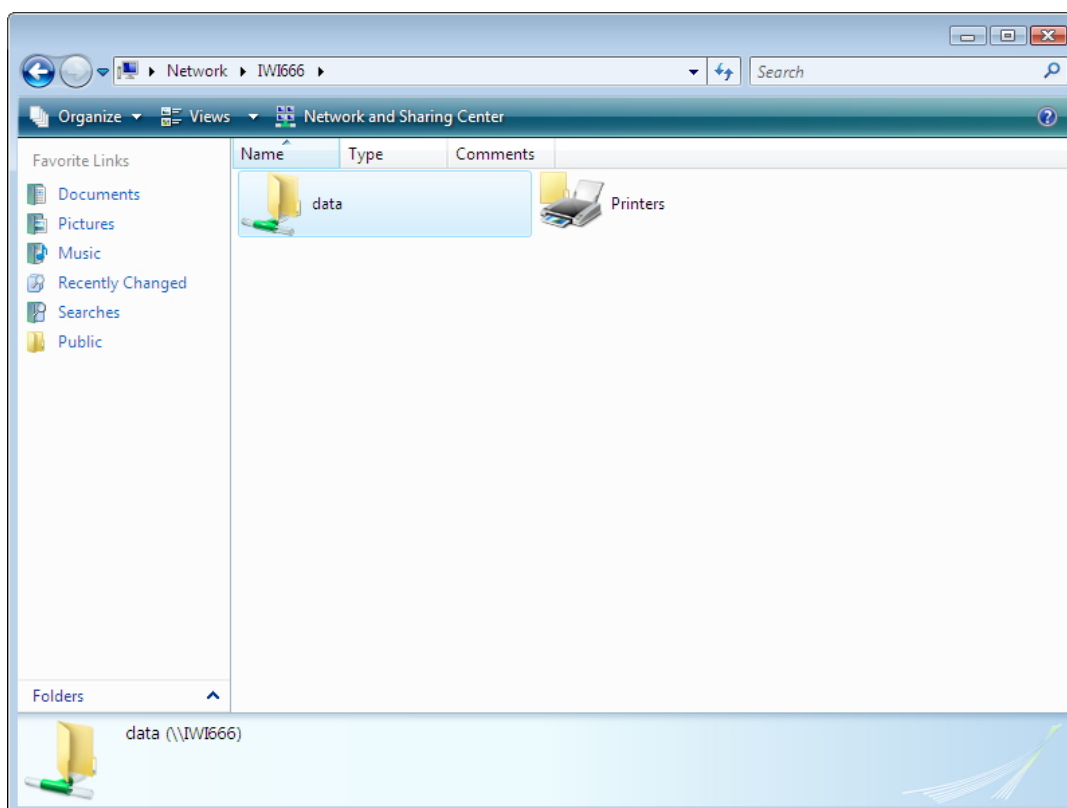 Network IWI666
Search
Organize Views Network and Sharing Center
Favorite Links
Documents
Pictures
Music
Recently Changed
Searches
Public
Folders
Name Type Comments
data Printers
data (\\IWI666)